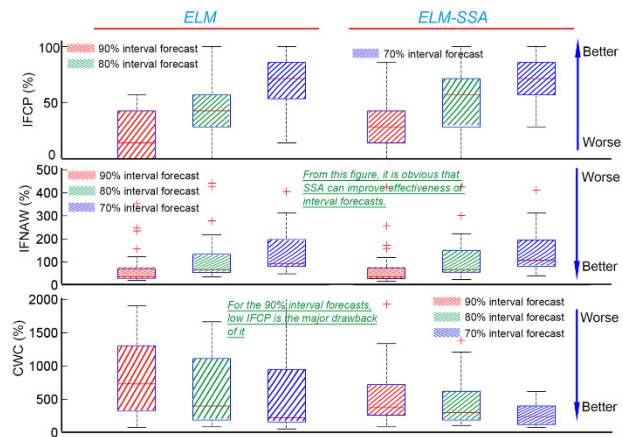 ELM
ELM-SSA
100
50
0
IFCP (%)
90% interval forecast
80% interval forecast
70% interval forecast
Better
Worse
500
400
300
200
100
0
IFNAW (%)
90% interval forecast
80% interval forecast
70% interval forecast
From this figure, it is obvious that
SSA can improve effectiveness of
interval forecasts.
Worse
Better
2000
1500
1000
500
0
CWC (%)
For the 90% interval forecasts,
low IFCP is the major drawback
of it
90% interval forecast
80% interval forecast
70% interval forecast
Worse
Better